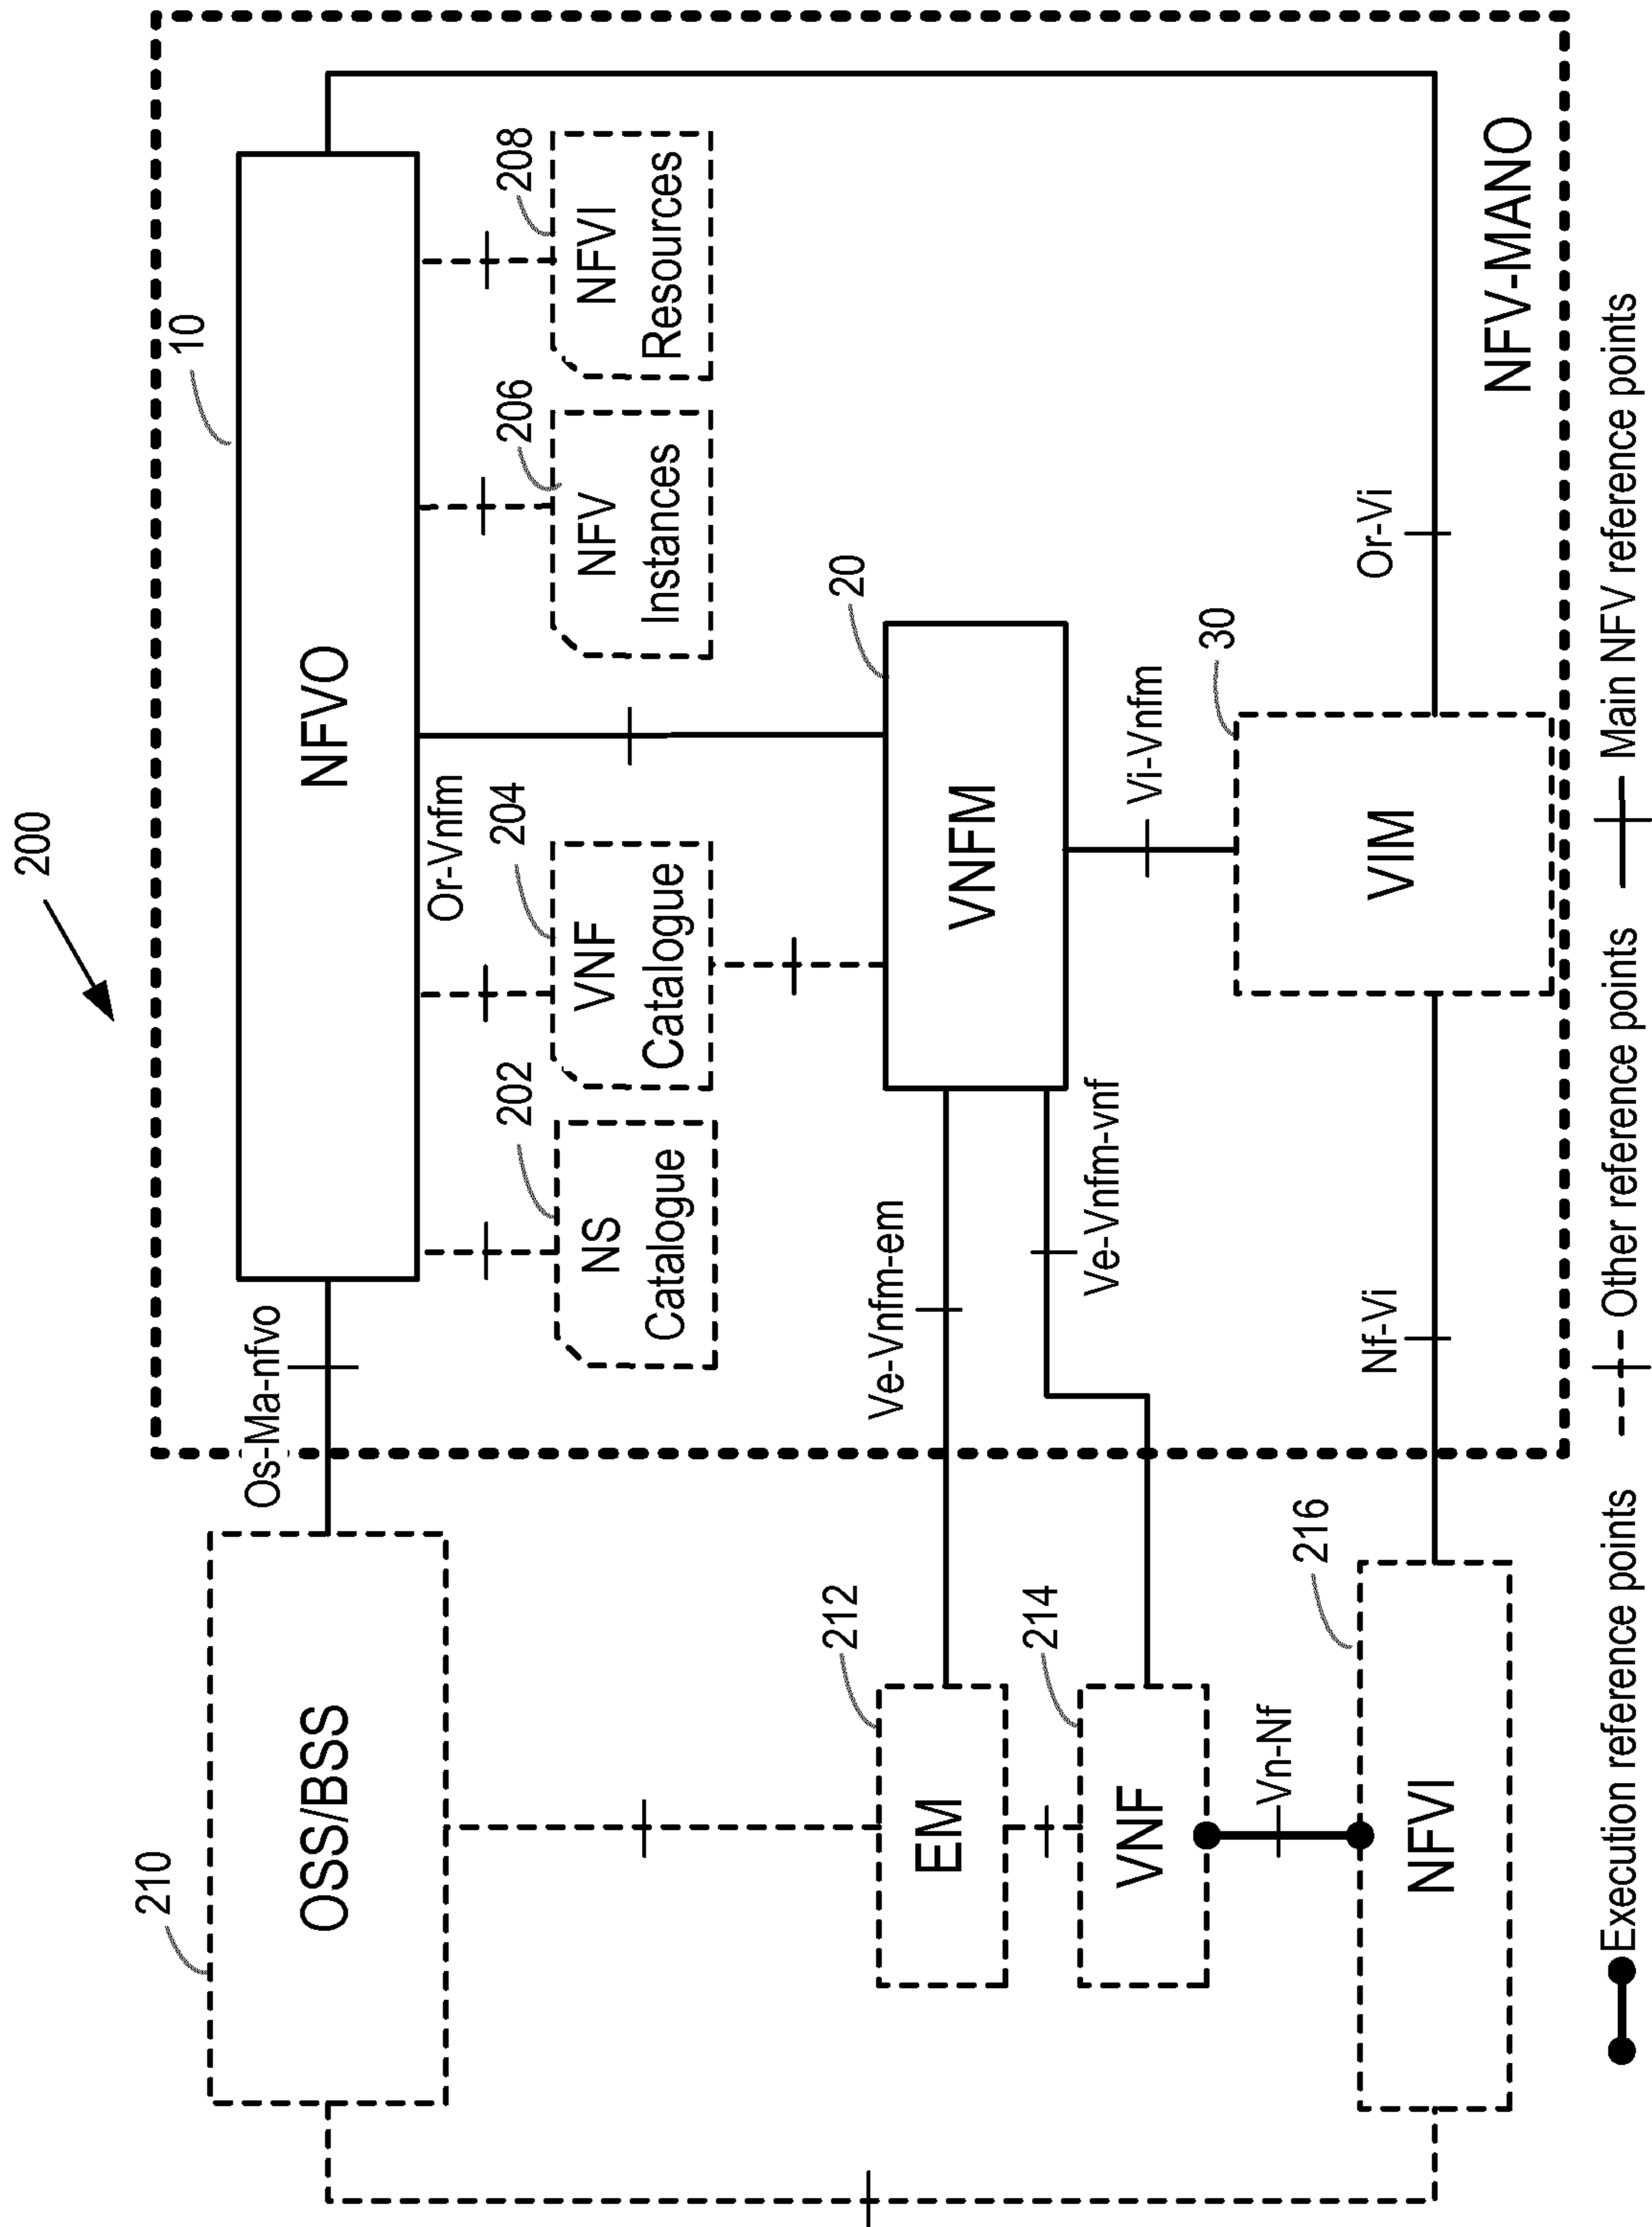 200
10
NFVO
Os-Ma-nfvo
210
OSS/BSS
Or-Vnfm
202
NS
Catalogue
204
VNF
Catalogue
206
NFV
Instances
208
NFVI
Resources
20
VNFM
Ve-Vnfm-em
Ve-Vnfm-vnf
212
EM
214
VNF
Vn-Nf
216
NFVI
Nf-Vi
Vi-Vnfm
30
VIM
Or-Vi
NFV-MANO
Execution reference points
Other reference points
Main NFV reference points